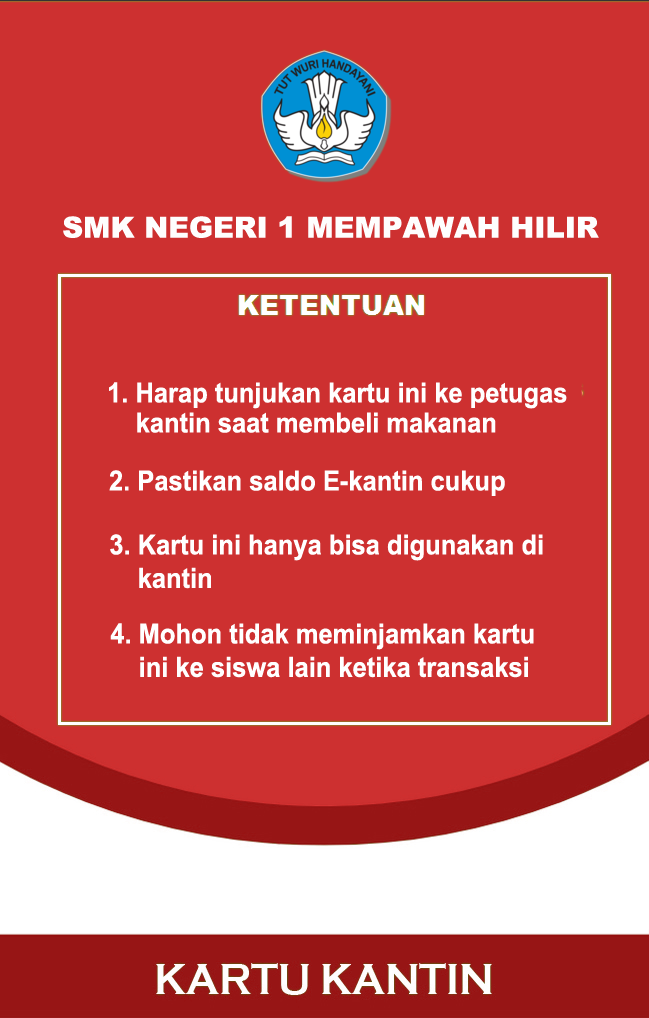 TUT WURI HANDAYANI
SMK NEGERI 1 MEMPAWAH HILIR
KETENTUAN
1. Harap tunjukan kartu ini ke petugas
kantin saat membeli makanan
2. Pastikan saldo E-kantin cukup
3. Kartu ini hanya bisa digunakan di
kantin
4. Mohon tidak meminjamkan kartu
ini ke siswa lain ketika transaksi
KARTU KANTIN